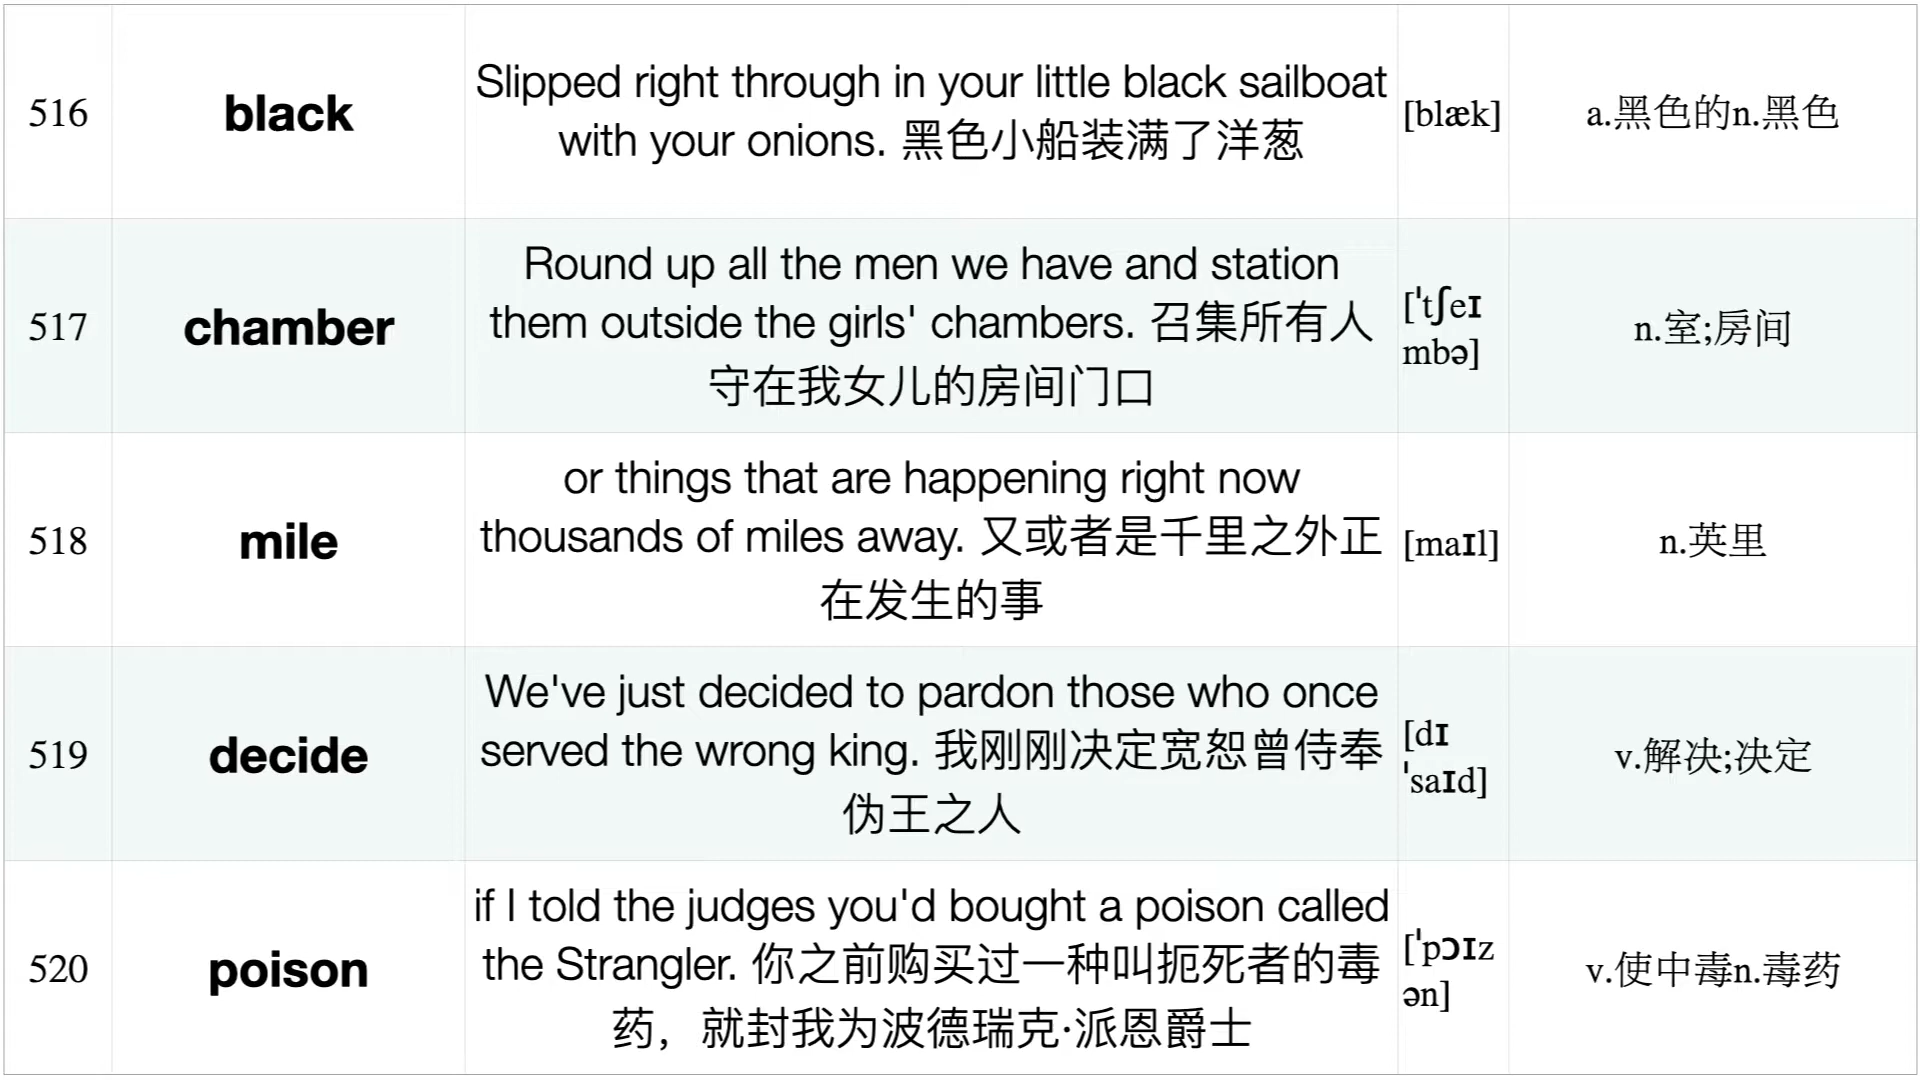 516
black
Slipped right through in your little black sailboat
with your onions. 黑色小船装满了洋葱
[blæk]
a.黑色的n.黑色
517
chamber
Round up all the men we have and station
them outside the girls' chambers. 召集所有人
守在我女儿的房间门口
[ˈtʃeɪ
mbə]
n.室;房间
518
mile
or things that are happening right now
thousands of miles away. 又或者是千里之外正
在发生的事
[maɪl]
n.英里
519
decide
We've just decided to pardon those who once
served the wrong king. 我刚刚决定宽恕曾侍奉
伪王之人
[dɪ
ˈsaɪd]
v.解决;决定
520
poison
if I told the judges you'd bought a poison called
the Strangler. 你之前购买过一种叫扼死者的毒
药，就封我为波德瑞克·派恩爵士
[ˈpɔɪz
ən]
v.使中毒n.毒药